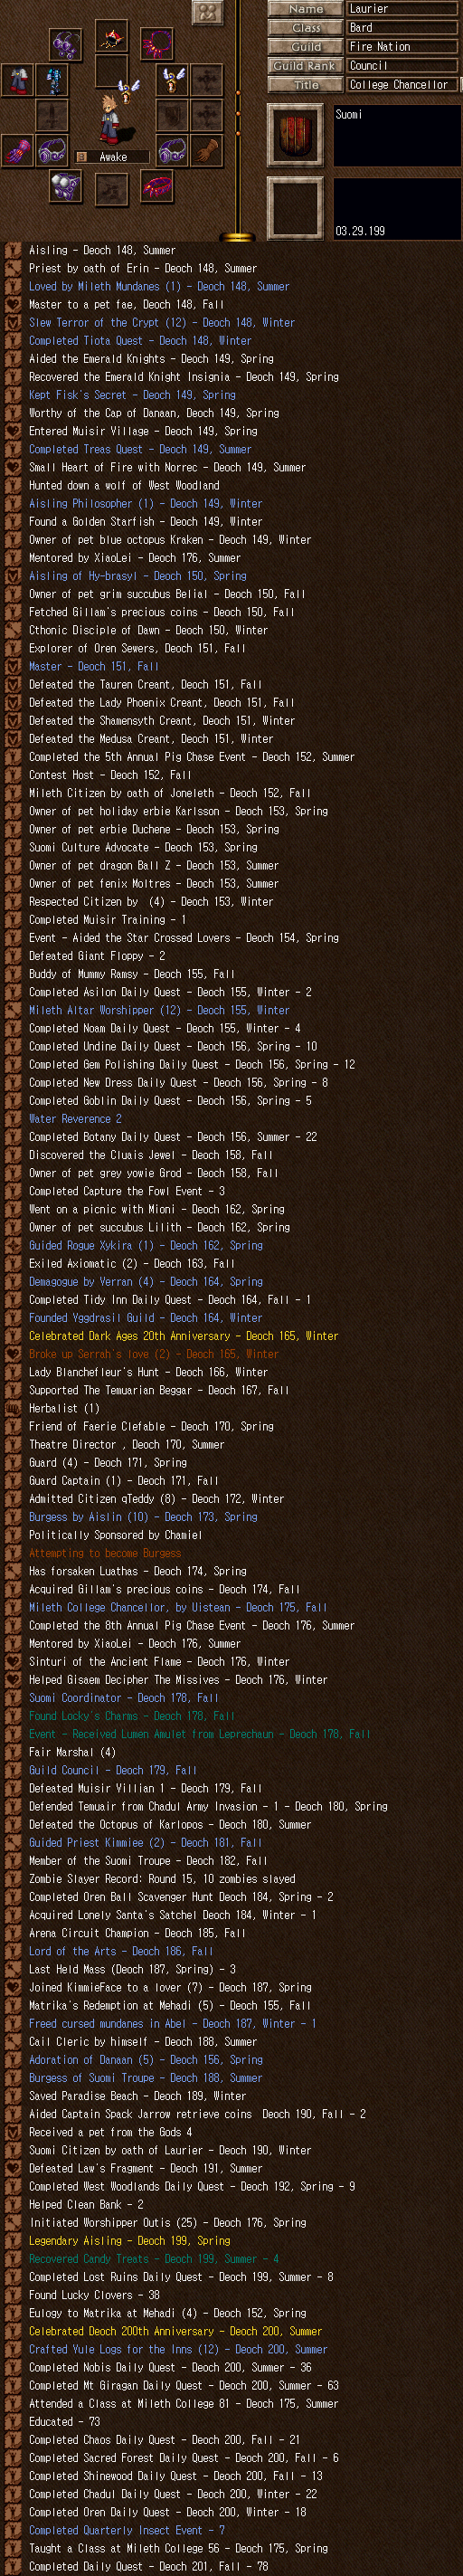 Name Laurier
Class Bard
Guild Fire Nation
Guild Rank Council
Title College Chancellor
Suomi
Awake
03.29.199
Aisling - Deoch 148, Summer
Priest by oath of Erin - Deoch 148, Summer
Loved by Mileth Mundanes (1) - Deoch 148, Summer
Master to a pet fae, Deoch 148, Fall
Slew Terror of the Crypt (12) - Deoch 148, Winter
Completed Tiota Quest - Deoch 148, Winter
Aided the Emerald Knights - Deoch 149, Spring
Recovered the Emerald Knight Insignia - Deoch 149, Spring
Kept Fisk's Secret - Deoch 149, Spring
Worthy of the Cap of Danaan, Deoch 149, Spring
Entered Muisir Village - Deoch 149, Spring
Completed Treas Quest - Deoch 149, Summer
Small Heart of Fire with Norrec - Deoch 149, Summer
Hunted down a wolf of West Woodland
Aisling Philosopher (1) - Deoch 149, Winter
Found a Golden Starfish - Deoch 149, Winter
Owner of pet blue octopus Kraken - Deoch 149, Winter
Mentored by XiaoLei - Deoch 176, Summer
Aisling of Hy-brasyl - Deoch 150, Spring
Owner of pet grim succubus Belial - Deoch 150, Fall
Fetched Gillam's precious coins - Deoch 150, Fall
Cthonic Disciple of Dawn - Deoch 150, Winter
Explorer of Oren Sewers, Deoch 151, Fall
Master - Deoch 151, Fall
Defeated the Tauren Creant, Deoch 151, Fall
Defeated the Lady Phoenix Creant, Deoch 151, Fall
Defeated the Shamensyth Creant, Deoch 151, Winter
Defeated the Medusa Creant, Deoch 151, Winter
Completed the 5th Annual Pig Chase Event - Deoch 152, Summer
Contest Host - Deoch 152, Fall
Mileth Citizen by oath of Joneleth - Deoch 152, Fall
Owner of pet holiday erbie Karlsson - Deoch 153, Spring
Owner of pet erbie Duchene - Deoch 153, Spring
Suomi Culture Advocate - Deoch 153, Spring
Owner of pet dragon Ball Z - Deoch 153, Summer
Owner of pet fenix Moltres - Deoch 153, Summer
Respected Citizen by  (4) - Deoch 153, Winter
Completed Muisir Training - 1
Event - Aided the Star Crossed Lovers - Deoch 154, Spring
Defeated Giant Floppy - 2
Buddy of Mummy Ramsy - Deoch 155, Fall
Completed Asilon Daily Quest - Deoch 155, Winter - 2
Mileth Altar Worshipper (12) - Deoch 155, Winter
Completed Noam Daily Quest - Deoch 155, Winter - 4
Completed Undine Daily Quest - Deoch 156, Spring - 10
Completed Gem Polishing Daily Quest - Deoch 156, Spring - 12
Completed New Dress Daily Quest - Deoch 156, Spring - 8
Completed Goblin Daily Quest - Deoch 156, Spring - 5
Water Reverence 2
Completed Botany Daily Quest - Deoch 156, Summer - 22
Discovered the Cluais Jewel - Deoch 158, Fall
Owner of pet grey yowie Grod - Deoch 158, Fall
Completed Capture the Fowl Event - 3
Went on a picnic with Mioni - Deoch 162, Spring
Owner of pet succubus Lilith - Deoch 162, Spring
Guided Rogue Xykira (1) - Deoch 162, Spring
Exiled Axiomatic (2) - Deoch 163, Fall
Demagogue by Verran (4) - Deoch 164, Spring
Completed Tidy Inn Daily Quest - Deoch 164, Fall - 1
Founded Yggdrasil Guild - Deoch 164, Winter
Celebrated Dark Ages 20th Anniversary - Deoch 165, Winter
Broke up Serrah's love (2) - Deoch 165, Winter
Lady Blanchefleur's Hunt - Deoch 166, Winter
Supported The Temuarian Beggar - Deoch 167, Fall
Herbalist (1)
Friend of Faerie Clefable - Deoch 170, Spring
Theatre Director , Deoch 170, Summer
Guard (4) - Deoch 171, Spring
Guard Captain (1) - Deoch 171, Fall
Admitted Citizen qTeddy (8) - Deoch 172, Winter
Burgess by Aislin (10) - Deoch 173, Spring
Politically Sponsored by Chamiel
Attempting to become Burgess
Has forsaken Luathas - Deoch 174, Spring
Acquired Gillam's precious coins - Deoch 174, Fall
Mileth College Chancellor, by Uistean - Deoch 175, Fall
Completed the 8th Annual Pig Chase Event - Deoch 176, Summer
Mentored by XiaoLei - Deoch 176, Summer
Sinturi of the Ancient Flame - Deoch 176, Winter
Helped Gisaem Decipher The Missives - Deoch 176, Winter
Suomi Coordinator - Deoch 178, Fall
Found Locky's Charms - Deoch 178, Fall
Event - Received Lumen Amulet from Leprechaun - Deoch 178, Fall
Fair Marshal (4)
Guild Council - Deoch 179, Fall
Defeated Muisir Villian 1 - Deoch 179, Fall
Defended Temuair from Chadul Army Invasion - 1 - Deoch 180, Spring
Defeated the Octopus of Karlopos - Deoch 180, Summer
Guided Priest Kimmiee (2) - Deoch 181, Fall
Member of the Suomi Troupe - Deoch 182, Fall
Zombie Slayer Record: Round 15, 10 zombies slayed
Completed Oren Ball Scavenger Hunt Deoch 184, Spring - 2
Acquired Lonely Santa's Satchel Deoch 184, Winter - 1
Arena Circuit Champion - Deoch 185, Fall
Lord of the Arts - Deoch 186, Fall
Last Held Mass (Deoch 187, Spring) - 3
Joined KimmieFace to a lover (7) - Deoch 187, Spring
Matrika's Redemption at Mehadi (5) - Deoch 155, Fall
Freed cursed mundanes in Abel - Deoch 187, Winter - 1
Cail Cleric by himself - Deoch 188, Summer
Adoration of Danaan (5) - Deoch 156, Spring
Burgess of Suomi Troupe - Deoch 188, Summer
Saved Paradise Beach - Deoch 189, Winter
Aided Captain Spack Jarrow retrieve coins  Deoch 190, Fall - 2
Received a pet from the Gods 4
Suomi Citizen by oath of Laurier - Deoch 190, Winter
Defeated Law's Fragment - Deoch 191, Summer
Completed West Woodlands Daily Quest - Deoch 192, Spring - 9
Helped Clean Bank - 2
Initiated Worshipper Outis (25) - Deoch 176, Spring
Legendary Aisling - Deoch 199, Spring
Recovered Candy Treats - Deoch 199, Summer - 4
Completed Lost Ruins Daily Quest - Deoch 199, Summer - 8
Found Lucky Clovers - 38
Eulogy to Matrika at Mehadi (4) - Deoch 152, Spring
Celebrated Deoch 200th Anniversary - Deoch 200, Summer
Crafted Yule Logs for the Inns (12) - Deoch 200, Summer
Completed Nobis Daily Quest - Deoch 200, Summer - 36
Completed Mt Giragan Daily Quest - Deoch 200, Summer - 63
Attended a Class at Mileth College 81 - Deoch 175, Summer
Educated - 73
Completed Chaos Daily Quest - Deoch 200, Fall - 21
Completed Sacred Forest Daily Quest - Deoch 200, Fall - 6
Completed Shinewood Daily Quest - Deoch 200, Fall - 13
Completed Chadul Daily Quest - Deoch 200, Winter - 22
Completed Oren Daily Quest - Deoch 200, Winter - 18
Completed Quarterly Insect Event - 7
Taught a Class at Mileth College 56 - Deoch 175, Spring
Completed Daily Quest - Deoch 201, Fall - 78